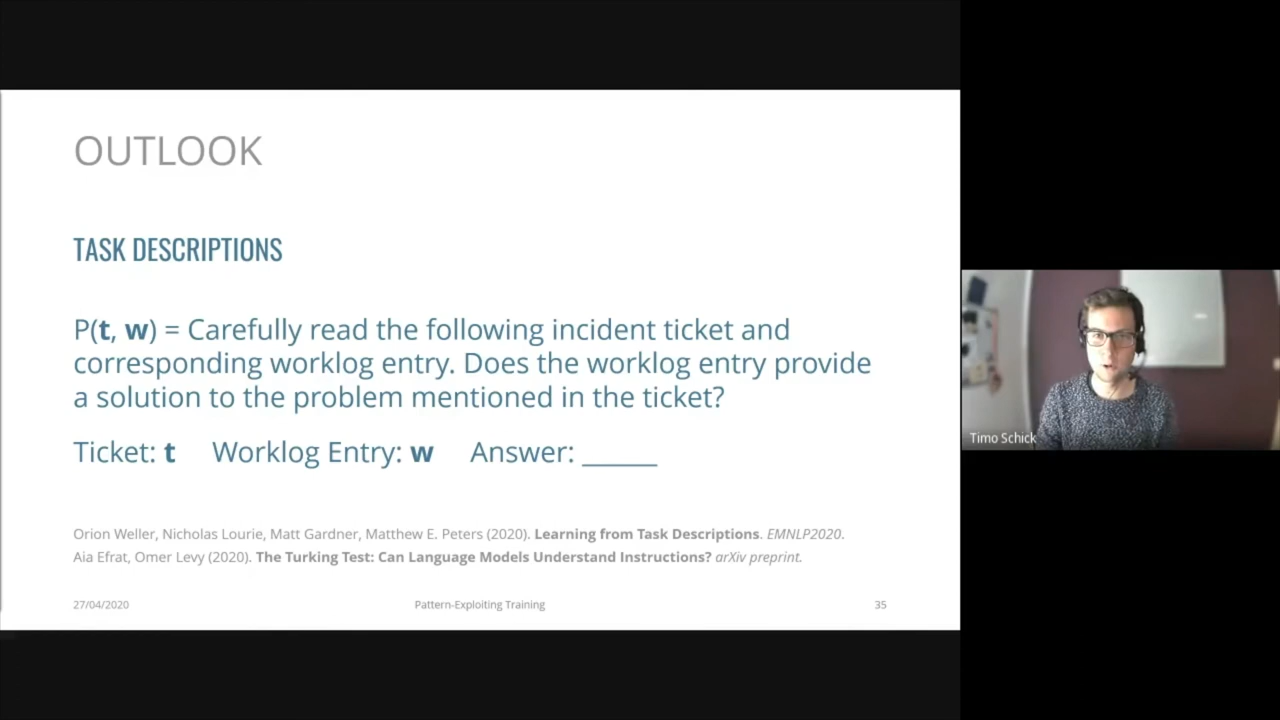 OUTLOOK
TASK DESCRIPTIONS
P(t, w) = Carefully read the following incident ticket and
corresponding worklog entry. Does the worklog entry provide
a solution to the problem mentioned in the ticket?
Ticket: t Worklog Entry: w Answer: ______
Orion Weller, Nicholas Lourie, Matt Gardner, Matthew E. Peters (2020). Learning from Task Descriptions. EMNLP2020.
Aia Efrat, Omer Levy (2020). The Turking Test: Can Language Models Understand Instructions? arXiv preprint.
27/04/2020 Pattern-Exploiting Training 35
Timo Schick